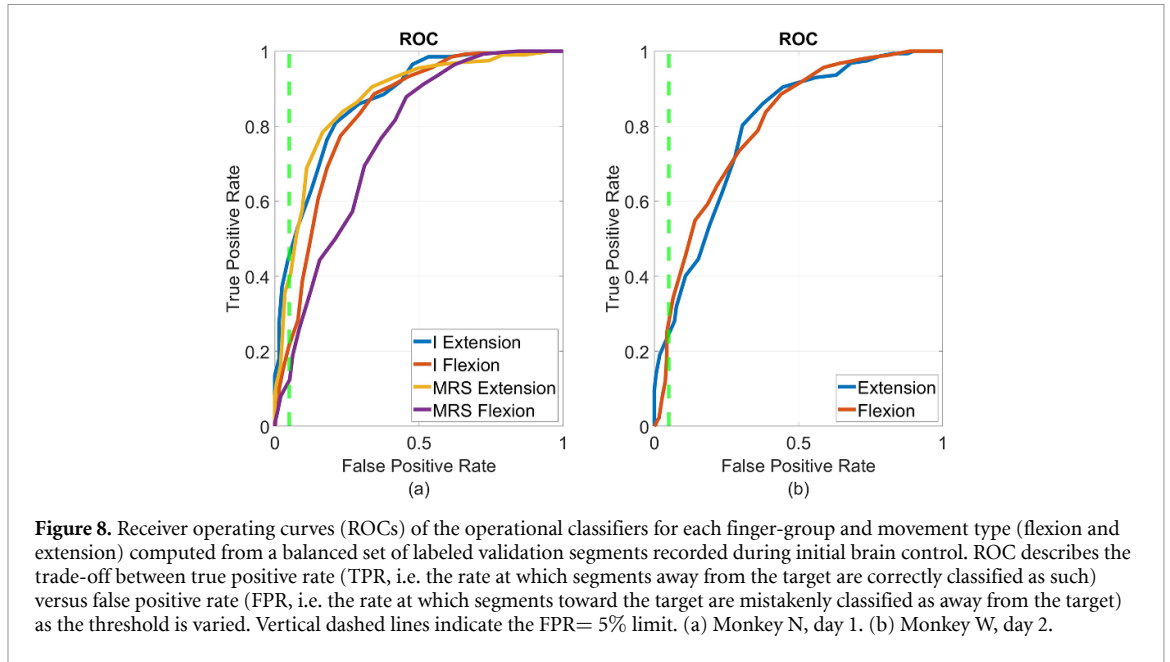 ROC
1
0.8
0.6
0.4
0.2
0
True Positive Rate
0
0.5
1
False Positive Rate
I Extension
I Flexion
MRS Extension
MRS Flexion
(a)
ROC
1
0.8
0.6
0.4
0.2
0
True Positive Rate
0
0.5
1
False Positive Rate
Extension
Flexion
(b)
Figure 8. Receiver operating curves (ROCs) of the operational classifiers for each finger-group and movement type (flexion and
extension) computed from a balanced set of labeled validation segments recorded during initial brain control. ROC describes the
trade-off between true positive rate (TPR, i.e. the rate at which segments away from the target are correctly classified as such)
versus false positive rate (FPR, i.e. the rate at which segments toward the target are mistakenly classified as away from the target)
as the threshold is varied. Vertical dashed lines indicate the FPR= 5% limit. (a) Monkey N, day 1. (b) Monkey W, day 2.